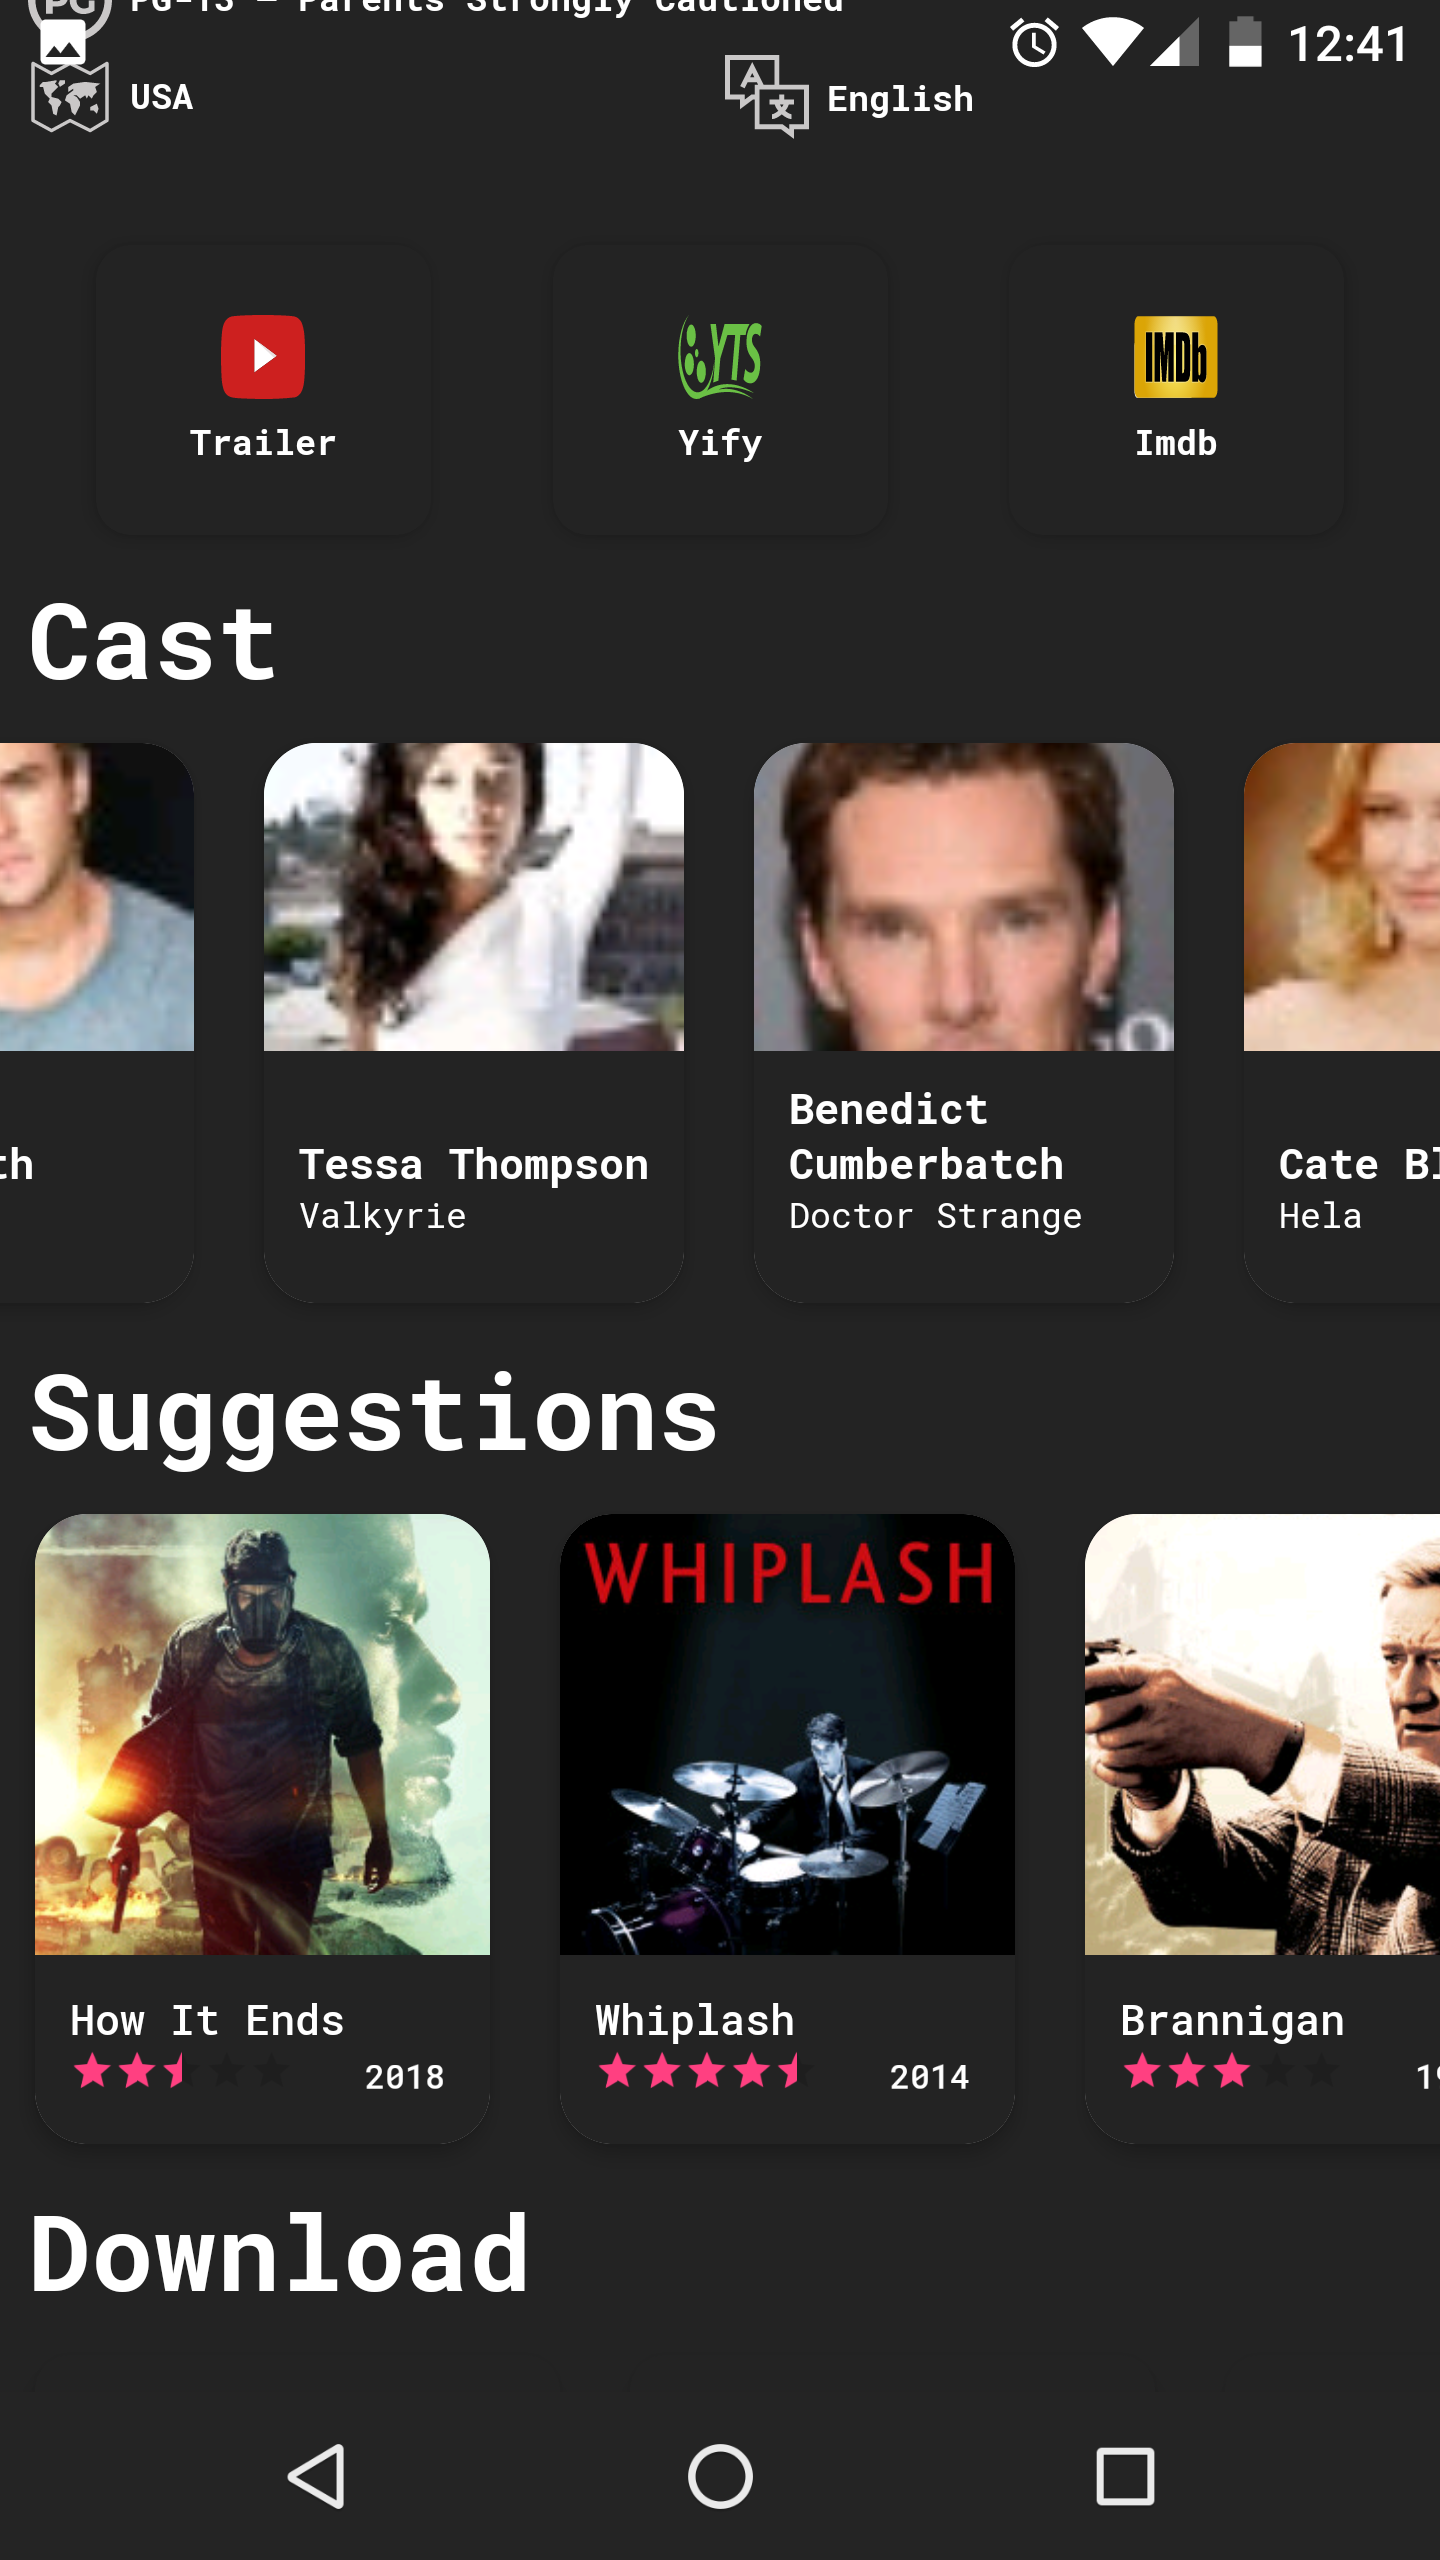 PG-13 – Parents Strongly Cautioned
12:41
USA
English
YTS
IMDb
Trailer
Yify
Imdb
Cast
th
Tessa Thompson
Valkyrie
Benedict
Cumberbatch
Doctor Strange
Cate Bl
Hela
Suggestions
WHIPLASH
How It Ends
2018
Whiplash
2014
Brannigan
19
Download